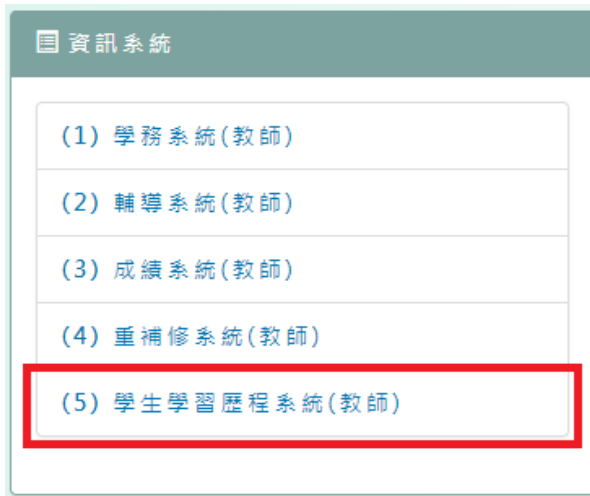 資訊系統
(1) 學務系統(教師)
(2) 輔導系統(教師)
(3) 成績系統(教師)
(4) 重補修系統(教師)
(5) 學生學習歷程系統(教師)